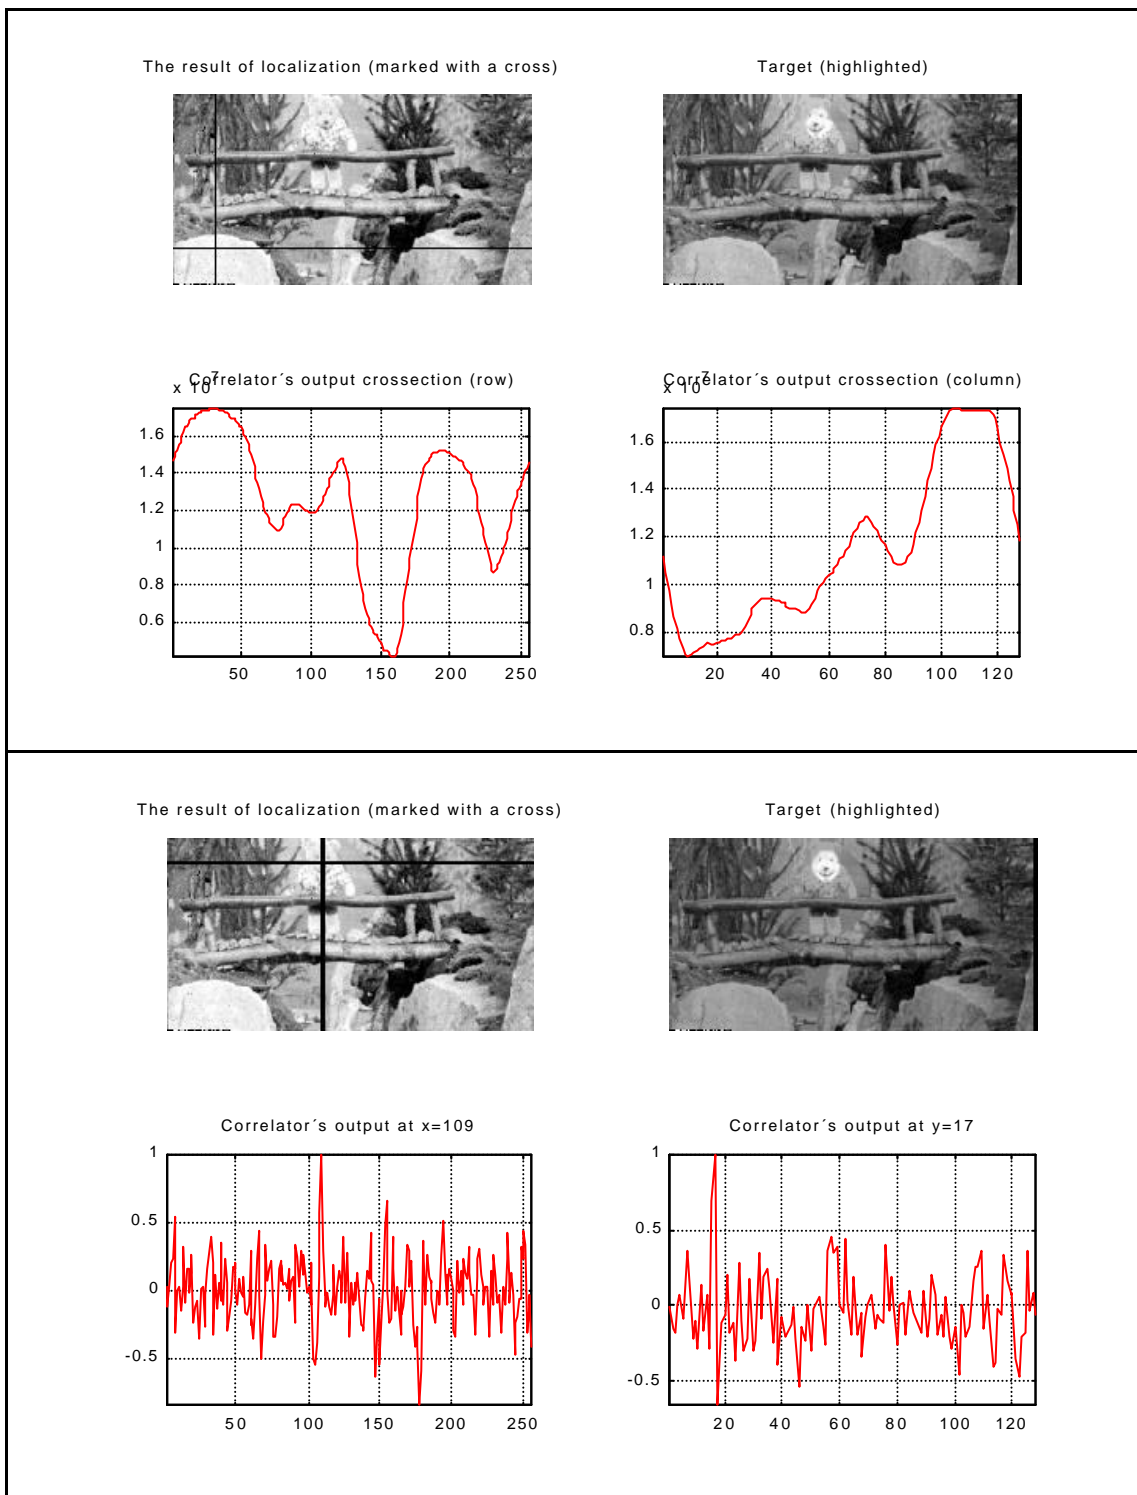 The result of localization (marked with a cross)
Target (highlighted)
x 10^7
Correlator´s output crossection (row)
1.6
1.4
1.2
1
0.8
0.6
50 100 150 200 250
x 10^7
Correlator´s output crossection (column)
1.6
1.4
1.2
1
0.8
20 40 60 80 100 120
The result of localization (marked with a cross)
Target (highlighted)
Correlator´s output at x=109
1
0.5
0
-0.5
50 100 150 200 250
Correlator´s output at y=17
1
0.5
0
-0.5
20 40 60 80 100 120